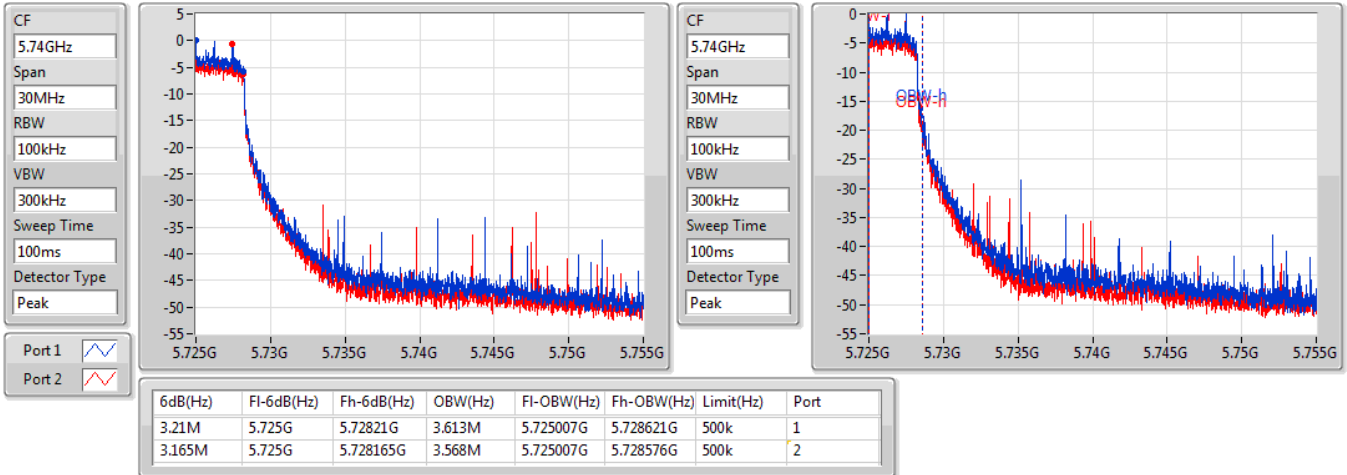 CF
5.74GHz
Span
30MHz
RBW
100kHz
VBW
300kHz
Sweep Time
100ms
Detector Type
Peak
5
0
-5
-10
-15
-20
-25
-30
-35
-40
-45
-50
-55
5.725G 5.73G 5.735G 5.74G 5.745G 5.75G 5.755G
CF
5.74GHz
Span
30MHz
RBW
100kHz
VBW
300kHz
Sweep Time
100ms
Detector Type
Peak
0
-5
-10
-15
-20
-25
-30
-35
-40
-45
-50
-55
OBW-h
OBW-h
5.725G 5.73G 5.735G 5.74G 5.745G 5.75G 5.755G
Port 1
Port 2
6dB(Hz) Fl-6dB(Hz) Fh-6dB(Hz) OBW(Hz) Fl-OBW(Hz) Fh-OBW(Hz) Limit(Hz) Port
3.21M 5.725G 5.72821G 3.613M 5.725007G 5.728621G 500k 1
3.165M 5.725G 5.728165G 3.568M 5.725007G 5.728576G 500k 2